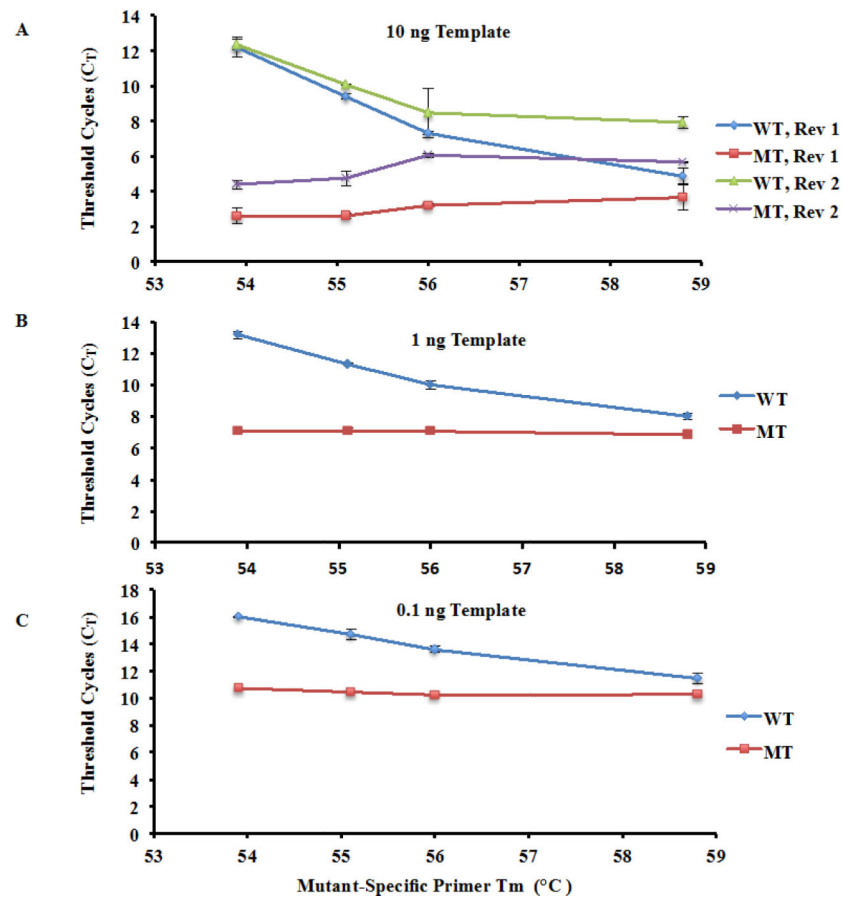 A
10 ng Template
Threshold Cycles (CT)
14
12
10
8
6
4
2
0
53
54
55
56
57
58
59
WT, Rev 1
MT, Rev 1
WT, Rev 2
MT, Rev 2
B
1 ng Template
Threshold Cycles (CT)
14
12
10
8
6
4
2
0
53
54
55
56
57
58
59
WT
MT
C
0.1 ng Template
Threshold Cycles (CT)
18
16
14
12
10
8
6
4
2
0
53
54
55
56
57
58
59
WT
MT
Mutant-Specific Primer Tm (°C )